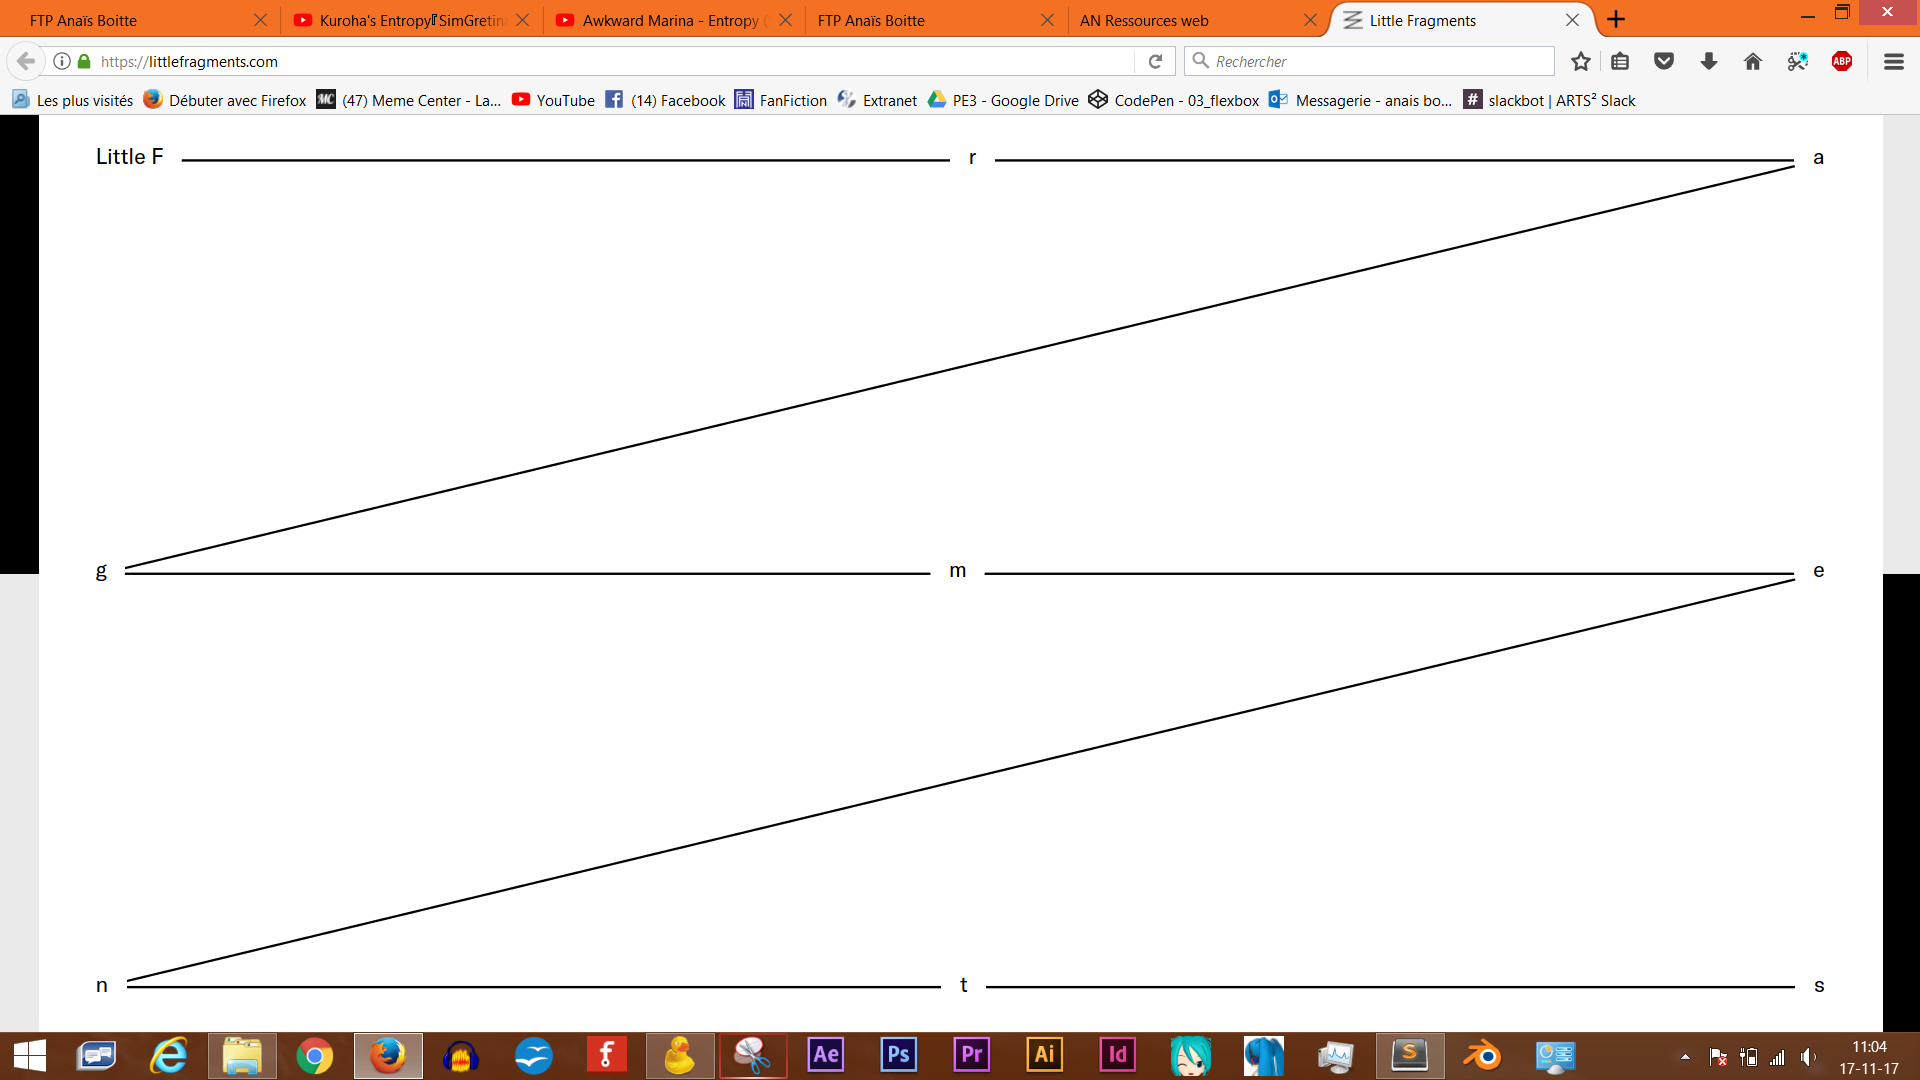 FTP Anaïs Boitte
Kuroha's Entropy『SimGretin
Awkward Marina - Entropy (
FTP Anaïs Boitte
AN Ressources web
Little Fragments
https://littlefragments.com
Rechercher
ABP
Les plus visités
Débuter avec Firefox
MC
(47) Meme Center - La...
YouTube
(14) Facebook
FanFiction
Extranet
PE3 - Google Drive
CodePen - 03_flexbox
Messagerie - anais bo...
# slackbot | ARTS² Slack
Little F r a
g m e
n t s
Ae Ps Pr Ai Id S
11:04
17-11-17